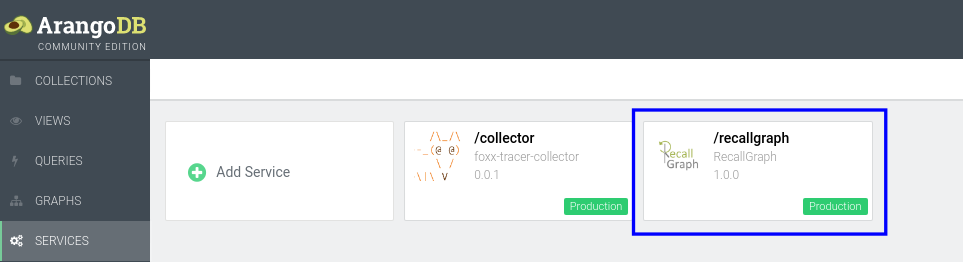 ArangoDB
COMMUNITY EDITION
COLLECTIONS
VIEWS
QUERIES
GRAPHS
SERVICES
Add Service
/\_/\
-_(@ @)
\ /
.\|\ V
/collector
foxx-tracer-collector
0.0.1
Production
Recall
Graph
/recallgraph
RecallGraph
1.0.0
Production